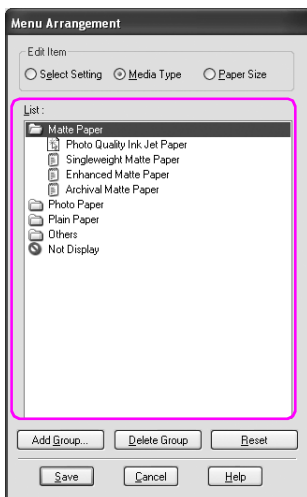 Menu Arrangement
Edit Item
Select Setting Media Type Paper Size
List :
Matte Paper
Photo Quality Ink Jet Paper
Singleweight Matte Paper
Enhanced Matte Paper
Archival Matte Paper
Photo Paper
Plain Paper
Others
Not Display
Add Group... Delete Group Reset
Save Cancel Help